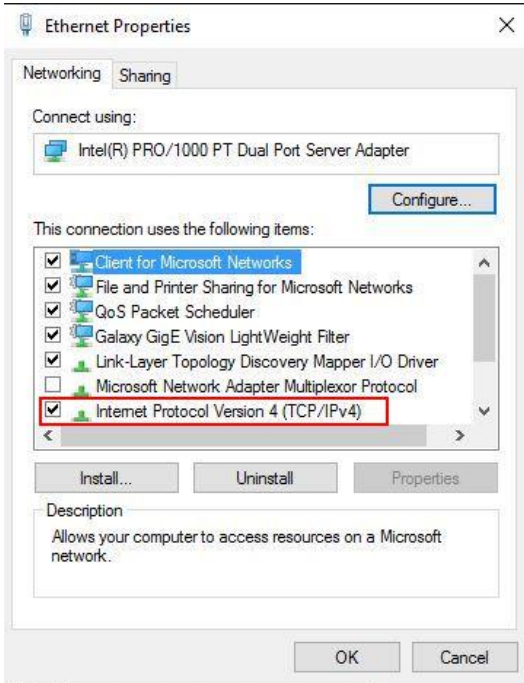 Ethernet Properties
Networking
Sharing
Connect using:
Intel(R) PRO/1000 PT Dual Port Server Adapter
Configure...
This connection uses the following items:
Client for Microsoft Networks
File and Printer Sharing for Microsoft Networks
QoS Packet Scheduler
Galaxy GigE Vision LightWeight Filter
Link-Layer Topology Discovery Mapper I/O Driver
Microsoft Network Adapter Multiplexor Protocol
Internet Protocol Version 4 (TCP/IPv4)
Install...
Uninstall
Properties
Description
Allows your computer to access resources on a Microsoft
network.
OK
Cancel